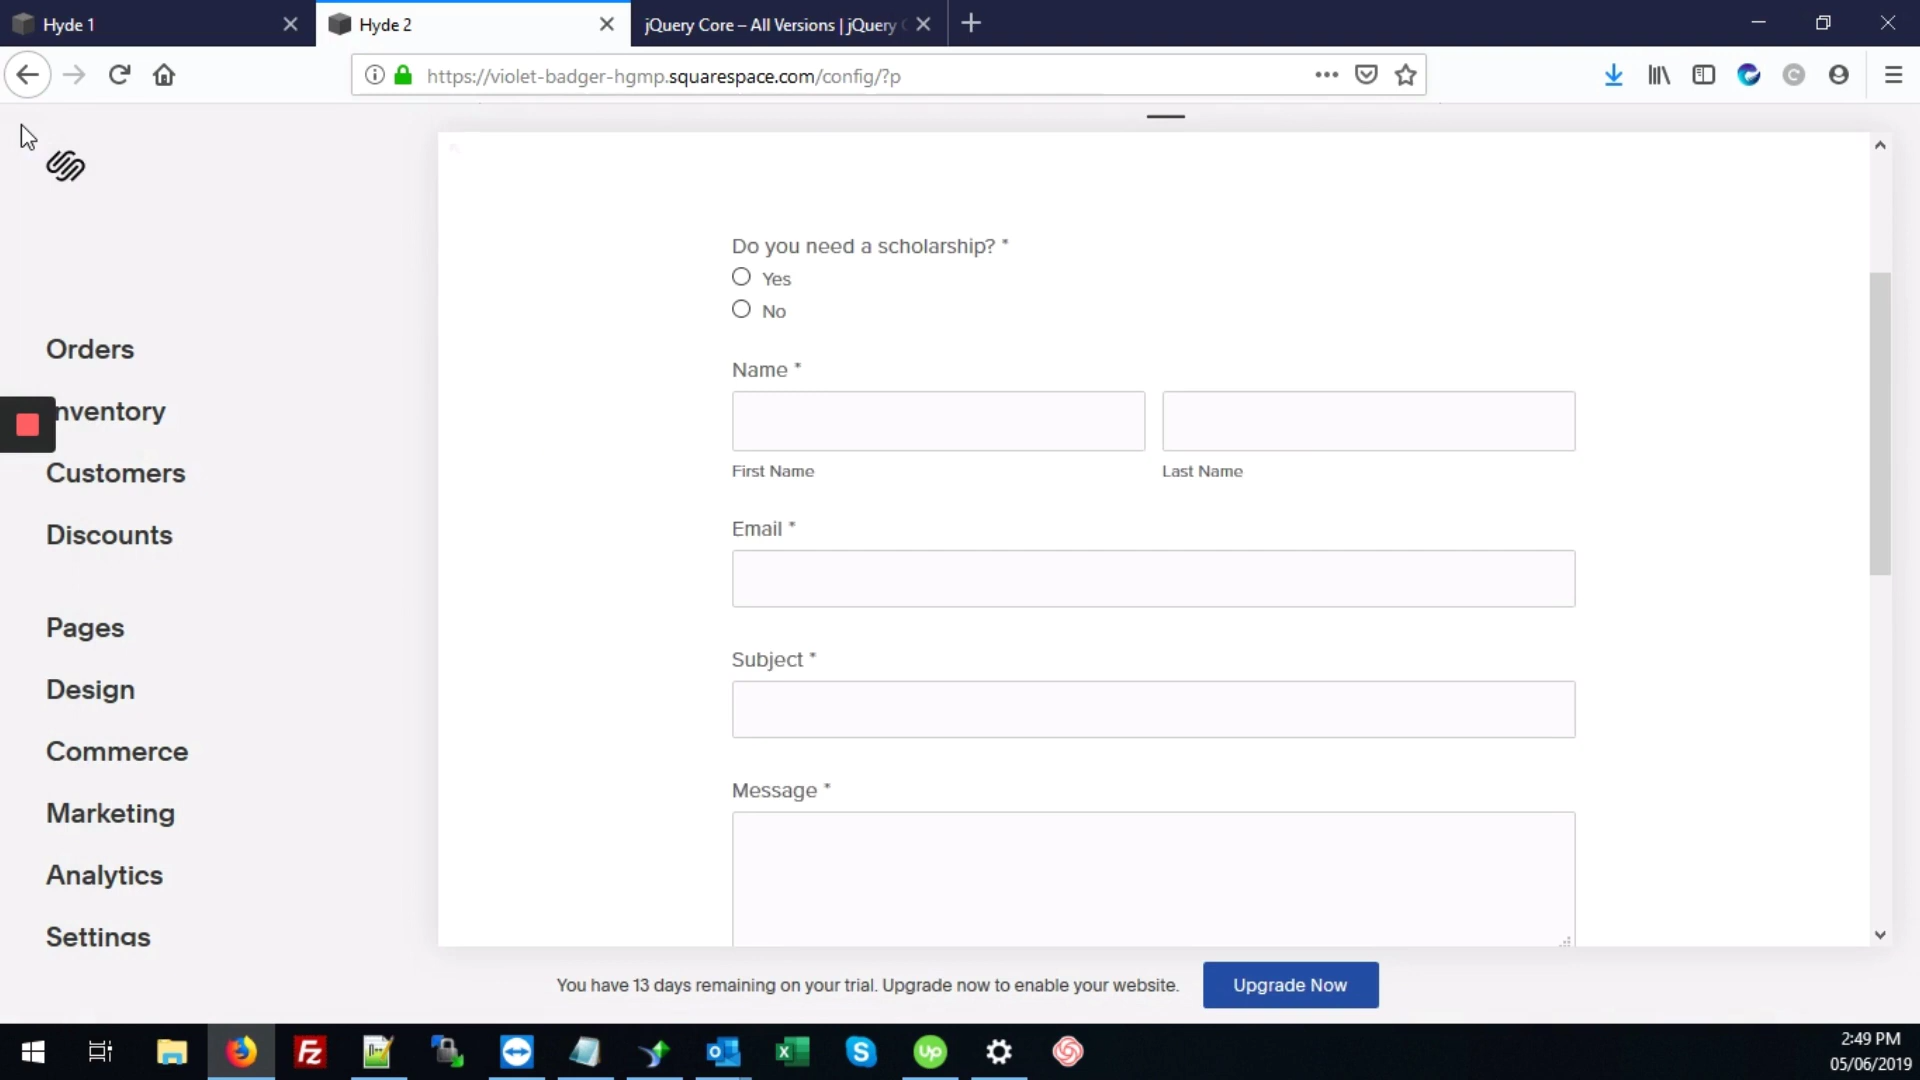 Hyde 1
Hyde 2
jQuery Core – All Versions | jQuery
https://violet-badger-hgmp.squarespace.com/config/?p
Orders
nventory
Customers
Discounts
Pages
Design
Commerce
Marketing
Analytics
Settings
Do you need a scholarship? *
Yes
No
Name *
First Name
Last Name
Email *
Subject *
Message *
You have 13 days remaining on your trial. Upgrade now to enable your website.
Upgrade Now
2:49 PM
05/06/2019